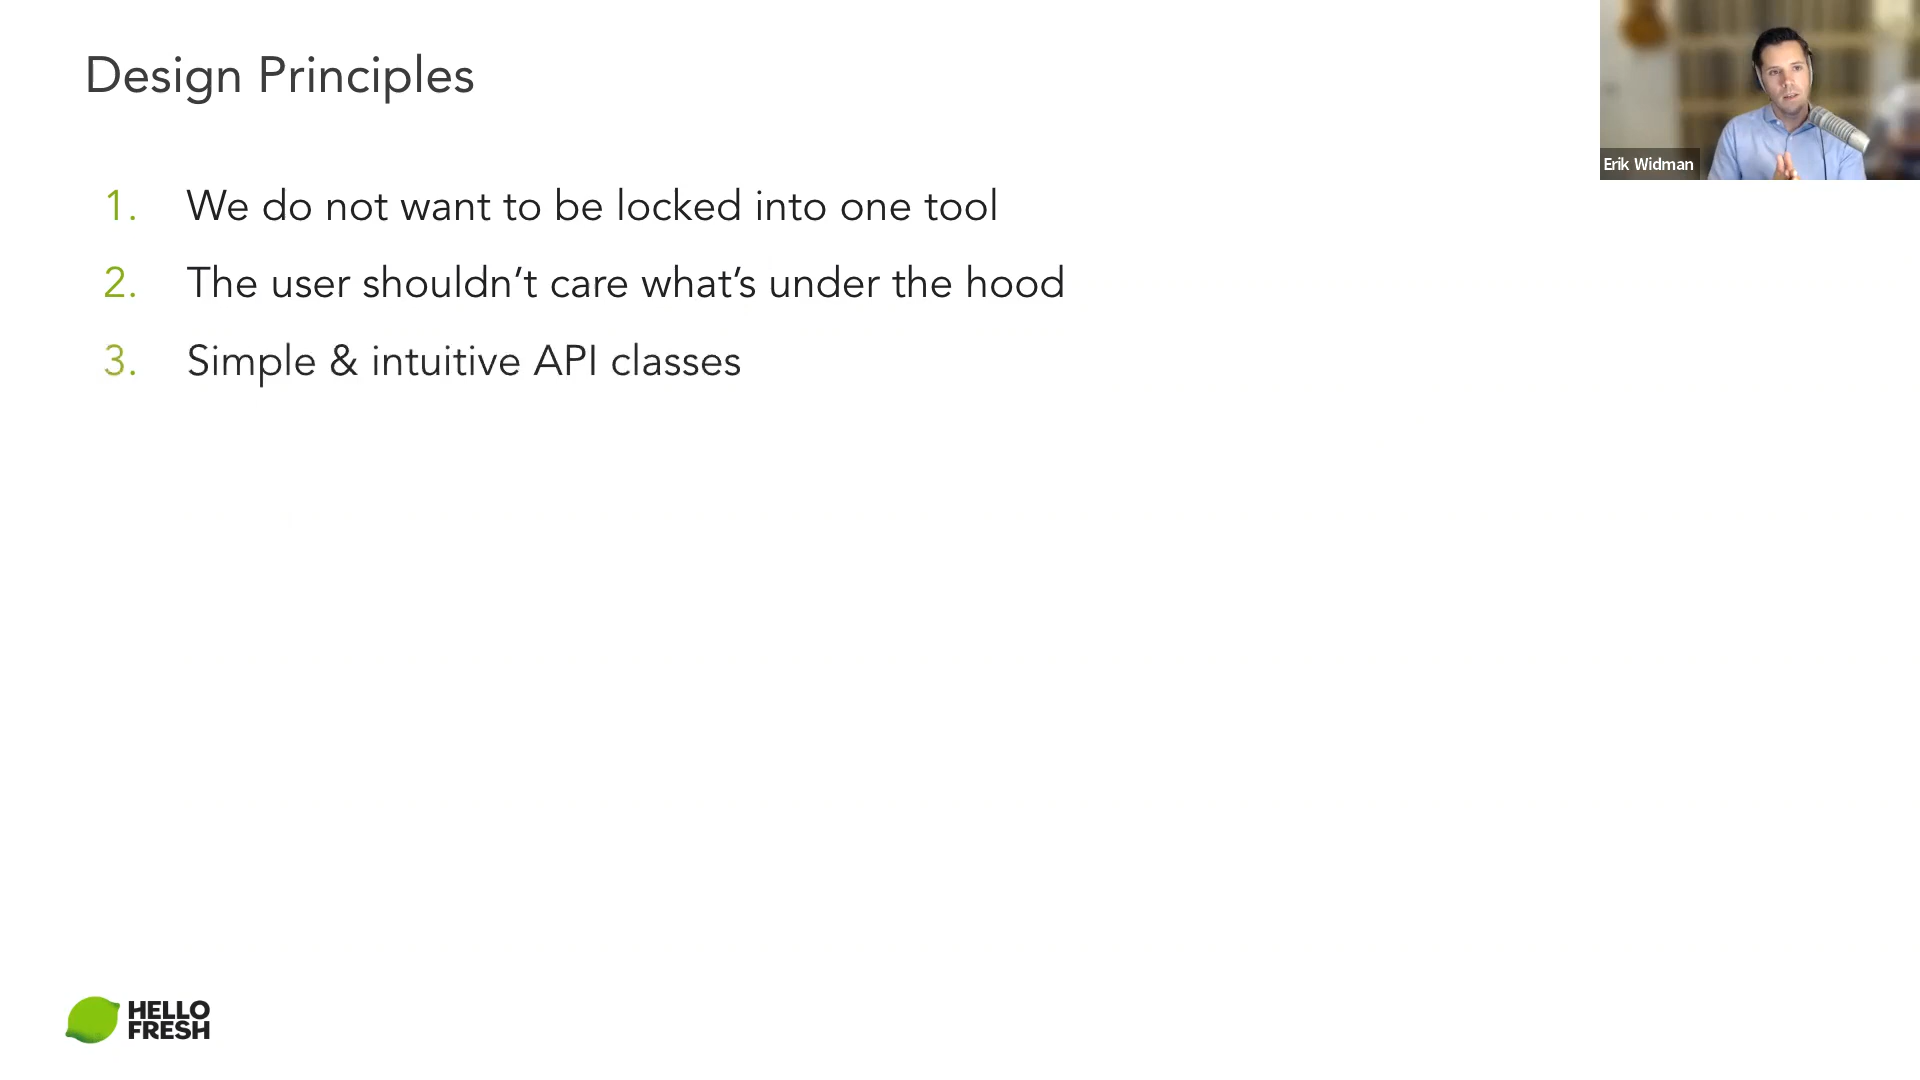 Design Principles
1. We do not want to be locked into one tool
2. The user shouldn’t care what’s under the hood
3. Simple & intuitive API classes
Erik Widman
HELLO
FRESH